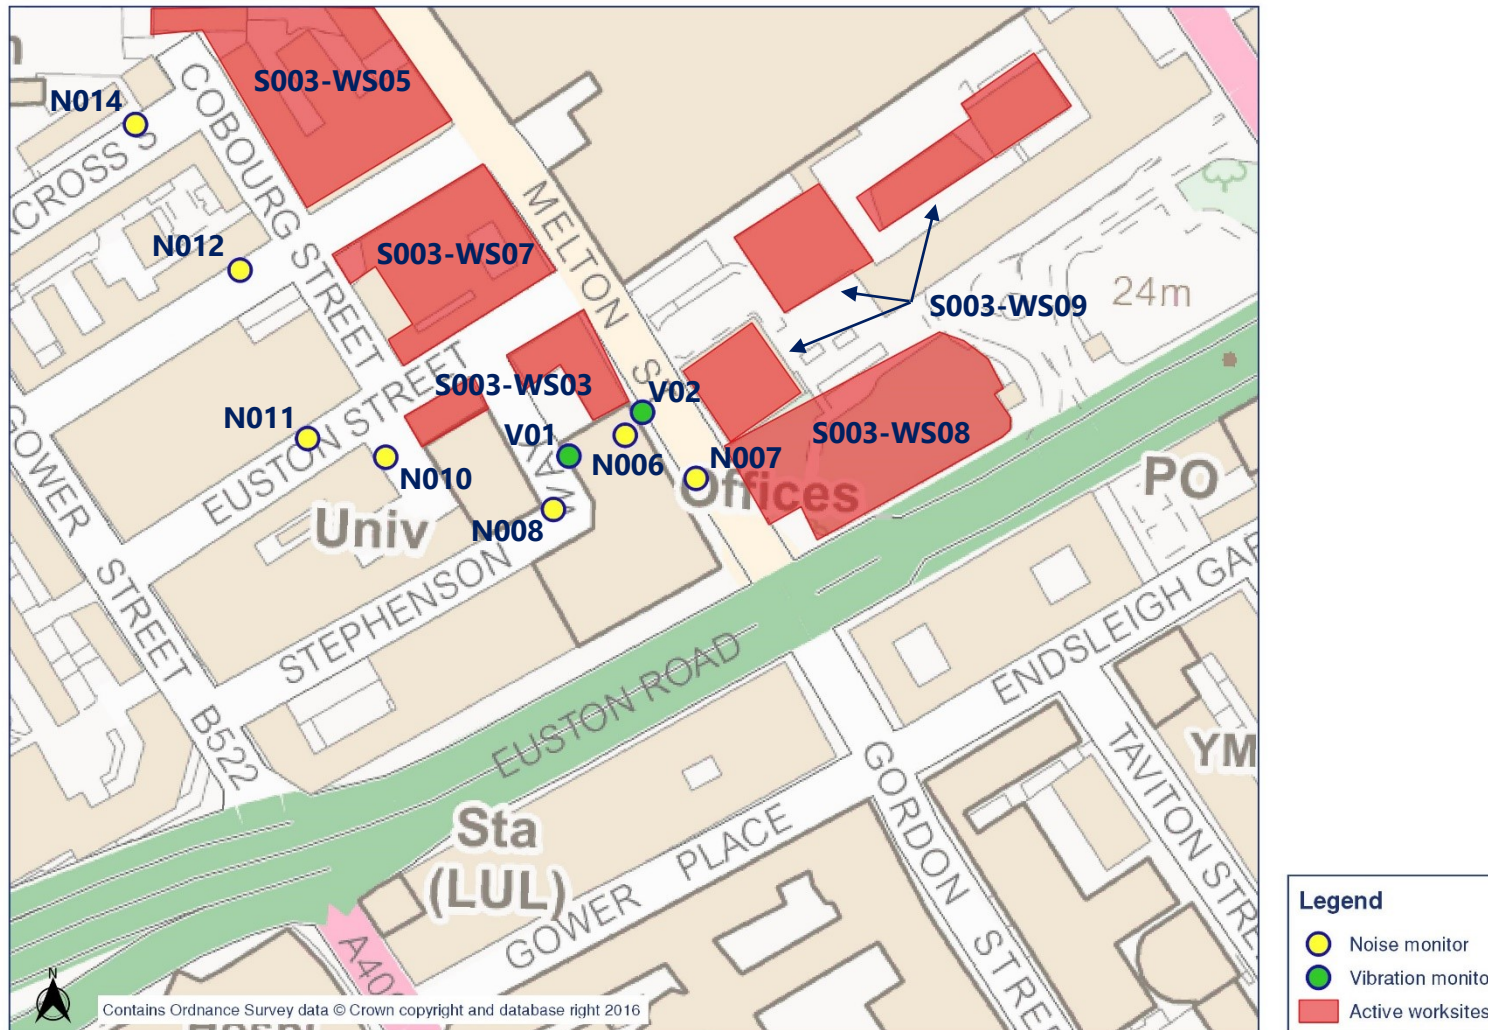 S003-WS05
N014
COBOURG STREET
CROSS S
N012
S003-WS07
MELTON ST
S003-WS09
24m
S003-WS03
V02
N011
EUSTON STREET
V01
S003-WS08
N006
N007
N010
WAY
Offices
PO
Univ
N008
GOWER STREET B522
STEPHENSON
ENDSLEIGH GAR
EUSTON ROAD
YM
TAVITON STRE
Sta
(LUL)
GOWER PLACE
GORDON STREE
A400
Legend
Noise monitor
Vibration monito
Active worksites
N
Contains Ordnance Survey data © Crown copyright and database right 2016